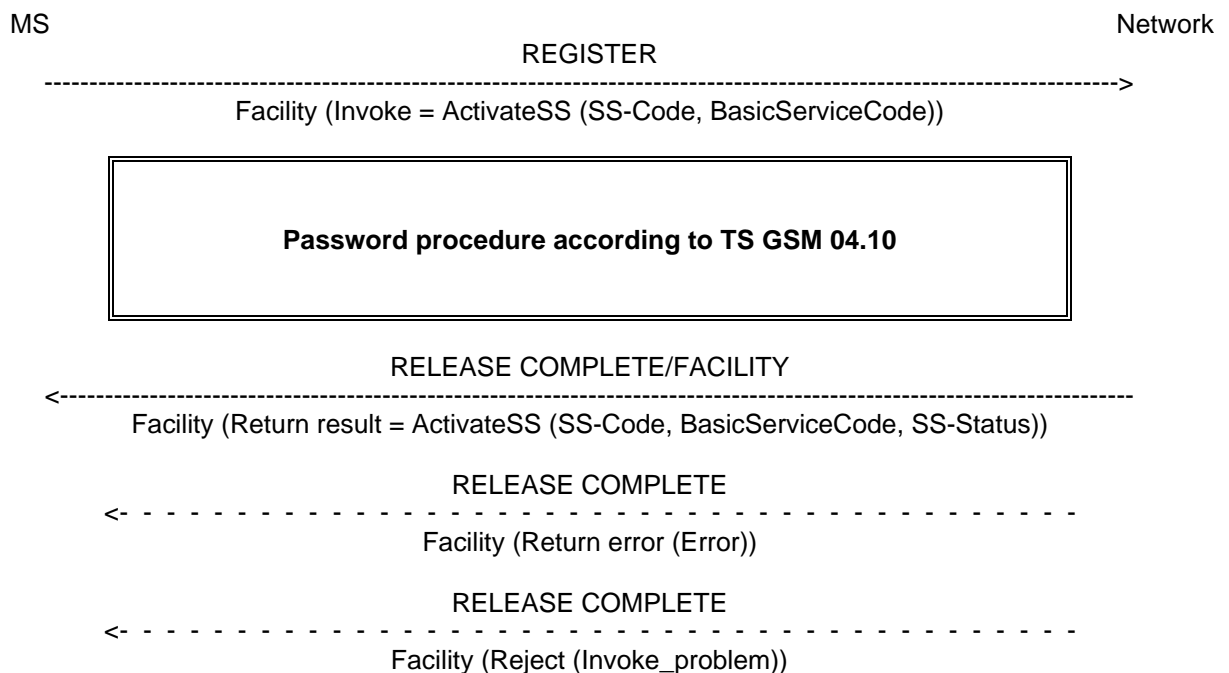 MS Network
REGISTER
Facility (Invoke = ActivateSS (SS-Code, BasicServiceCode))
Password procedure according to TS GSM 04.10
RELEASE COMPLETE/FACILITY
Facility (Return result = ActivateSS (SS-Code, BasicServiceCode, SS-Status))
RELEASE COMPLETE
Facility (Return error (Error))
RELEASE COMPLETE
Facility (Reject (Invoke_problem))